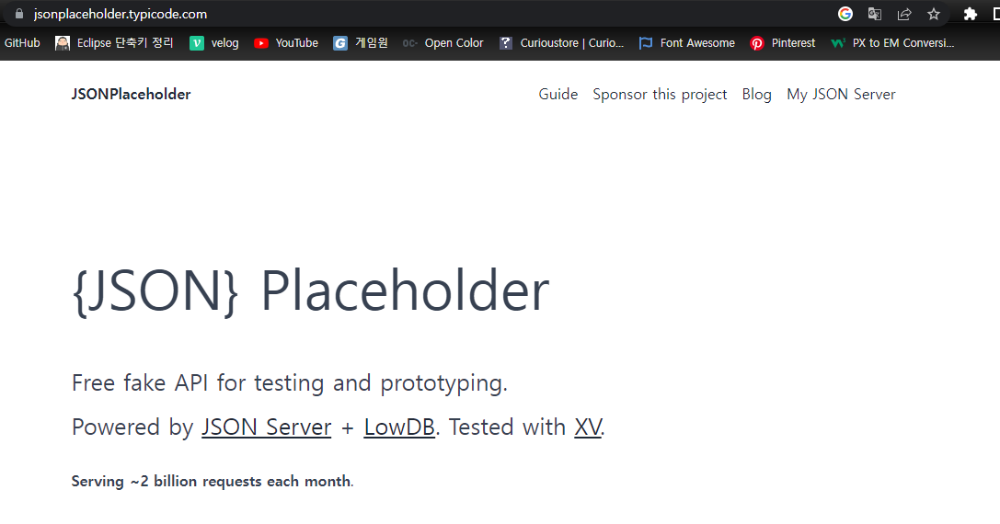 jsonplaceholder.typicode.com
GitHub Eclipse 단축키 정리 velog YouTube 게임원 OC- Open Color Curioustore | Curio... Font Awesome Pinterest PX to EM Conversi...
JSONPlaceholder Guide Sponsor this project Blog My JSON Server
{JSON} Placeholder
Free fake API for testing and prototyping.
Powered by JSON Server + LowDB. Tested with XV.
Serving ~2 billion requests each month.